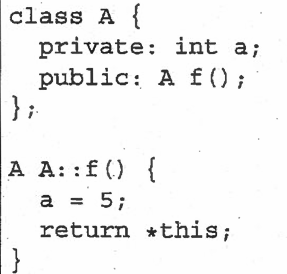 class A {
  private: int a;
  public: A f();
};

A A::f() {
  a = 5;
  return *this;
}